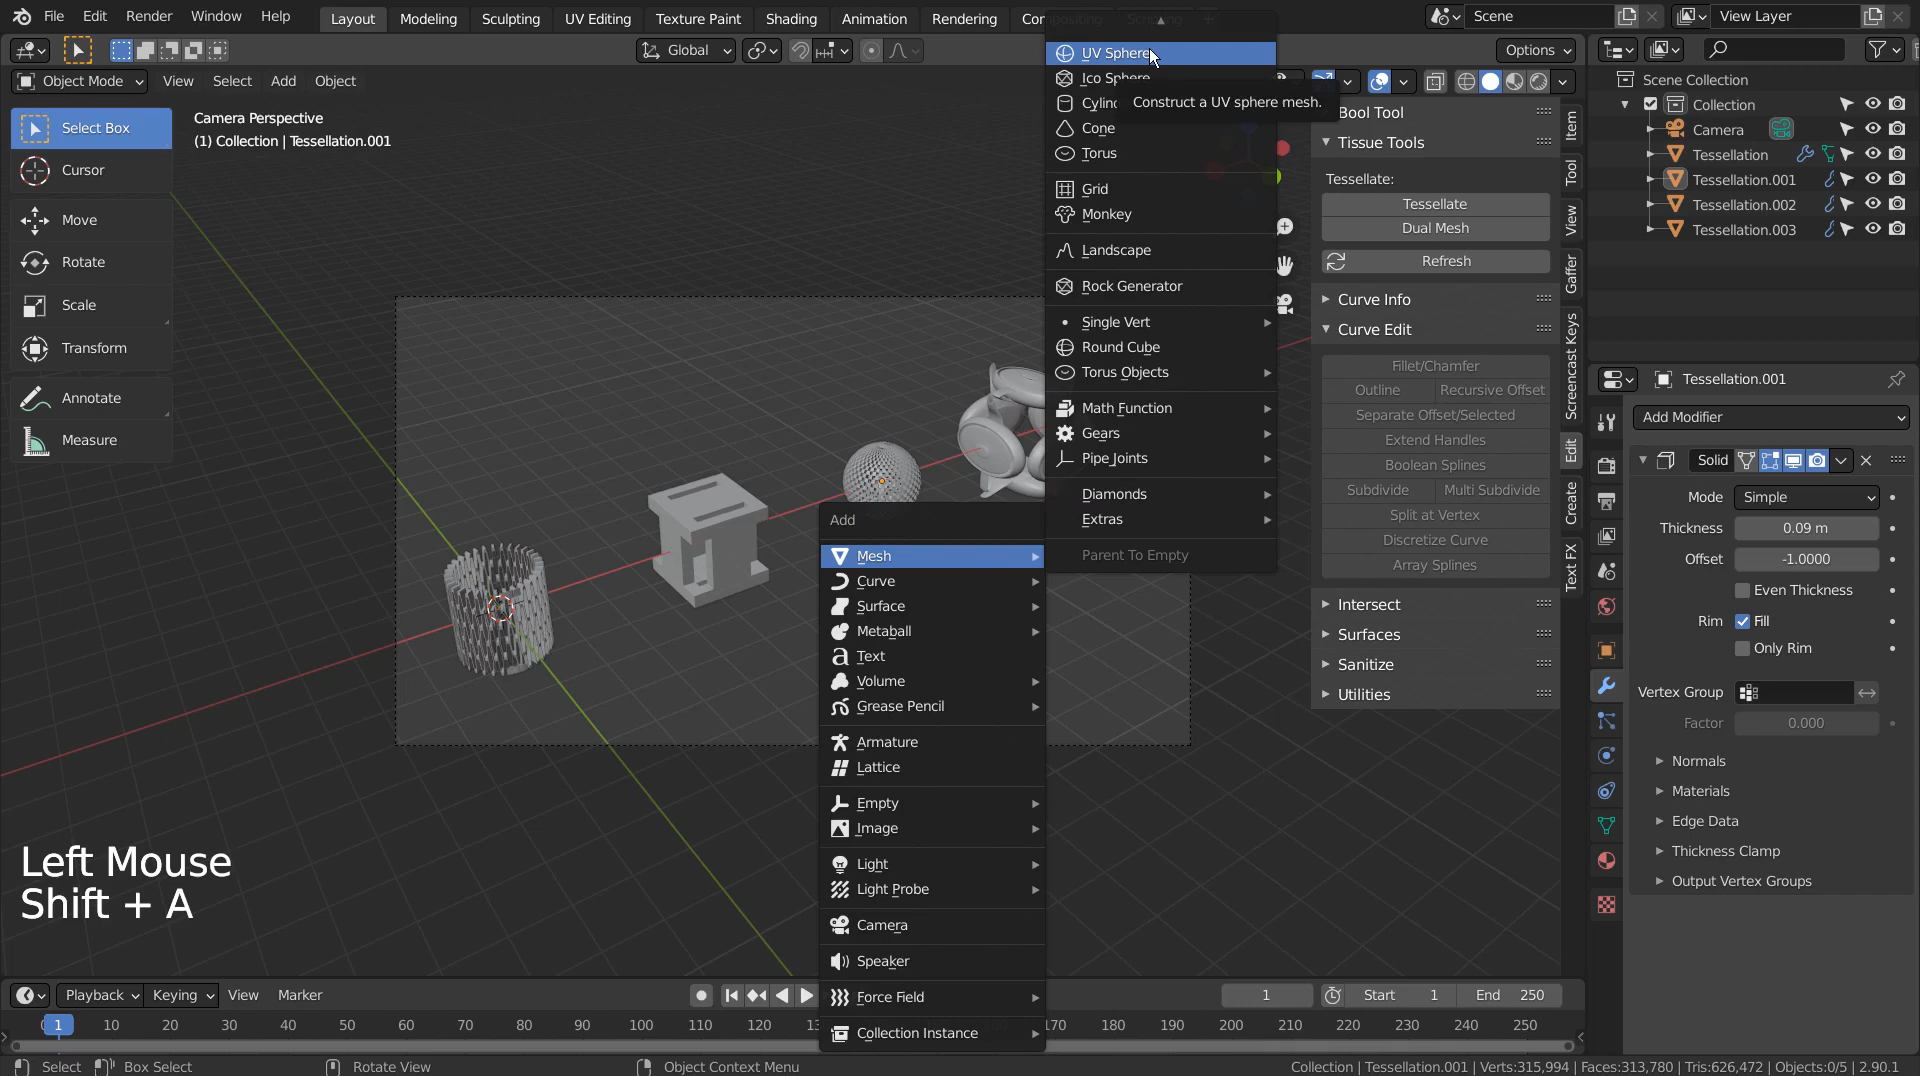 File Edit Render Window Help
Layout Modeling Sculpting UV Editing Texture Paint Shading Animation Rendering
Scene
View Layer
Global
Options
Object Mode View Select Add Object
Camera Perspective
(1) Collection | Tessellation.001
Select Box
Cursor
Move
Rotate
Scale
Transform
Annotate
Measure
UV Sphere
Ico Sphere
Construct a UV sphere mesh.
Cone
Torus
Grid
Monkey
Landscape
Rock Generator
Single Vert
Round Cube
Torus Objects
Math Function
Gears
Pipe Joints
Diamonds
Extras
Parent To Empty
Add
Mesh
Curve
Surface
Metaball
Text
Volume
Grease Pencil
Armature
Lattice
Empty
Image
Light
Light Probe
Camera
Speaker
Force Field
Collection Instance
Bool Tool
Tissue Tools
Tessellate:
Tessellate
Dual Mesh
Refresh
Curve Info
Curve Edit
Fillet/Chamfer
Outline Recursive Offset
Separate Offset/Selected
Extend Handles
Boolean Splines
Subdivide Multi Subdivide
Split at Vertex
Discretize Curve
Array Splines
Intersect
Surfaces
Sanitize
Utilities
Item
Tool
View
Gaffer
Screencast Keys
Edit
Create
Text FX
Scene Collection
Collection
Camera
Tessellation
Tessellation.001
Tessellation.002
Tessellation.003
Tessellation.001
Add Modifier
Solid
Mode Simple
Thickness 0.09 m
Offset -1.0000
Even Thickness
Rim Fill
Only Rim
Vertex Group
Factor 0.000
Normals
Materials
Edge Data
Thickness Clamp
Output Vertex Groups
Left Mouse
Shift + A
Playback Keying View Marker
1 Start 1 End 250
1 10 20 30 40 50 60 70 80 90 100 110 120 170 180 190 200 210 220 230 240 250
Select Box Select Rotate View Object Context Menu
Collection | Tessellation.001 | Verts:315,994 | Faces:313,780 | Tris:626,472 | Objects:0/5 | 2.90.1